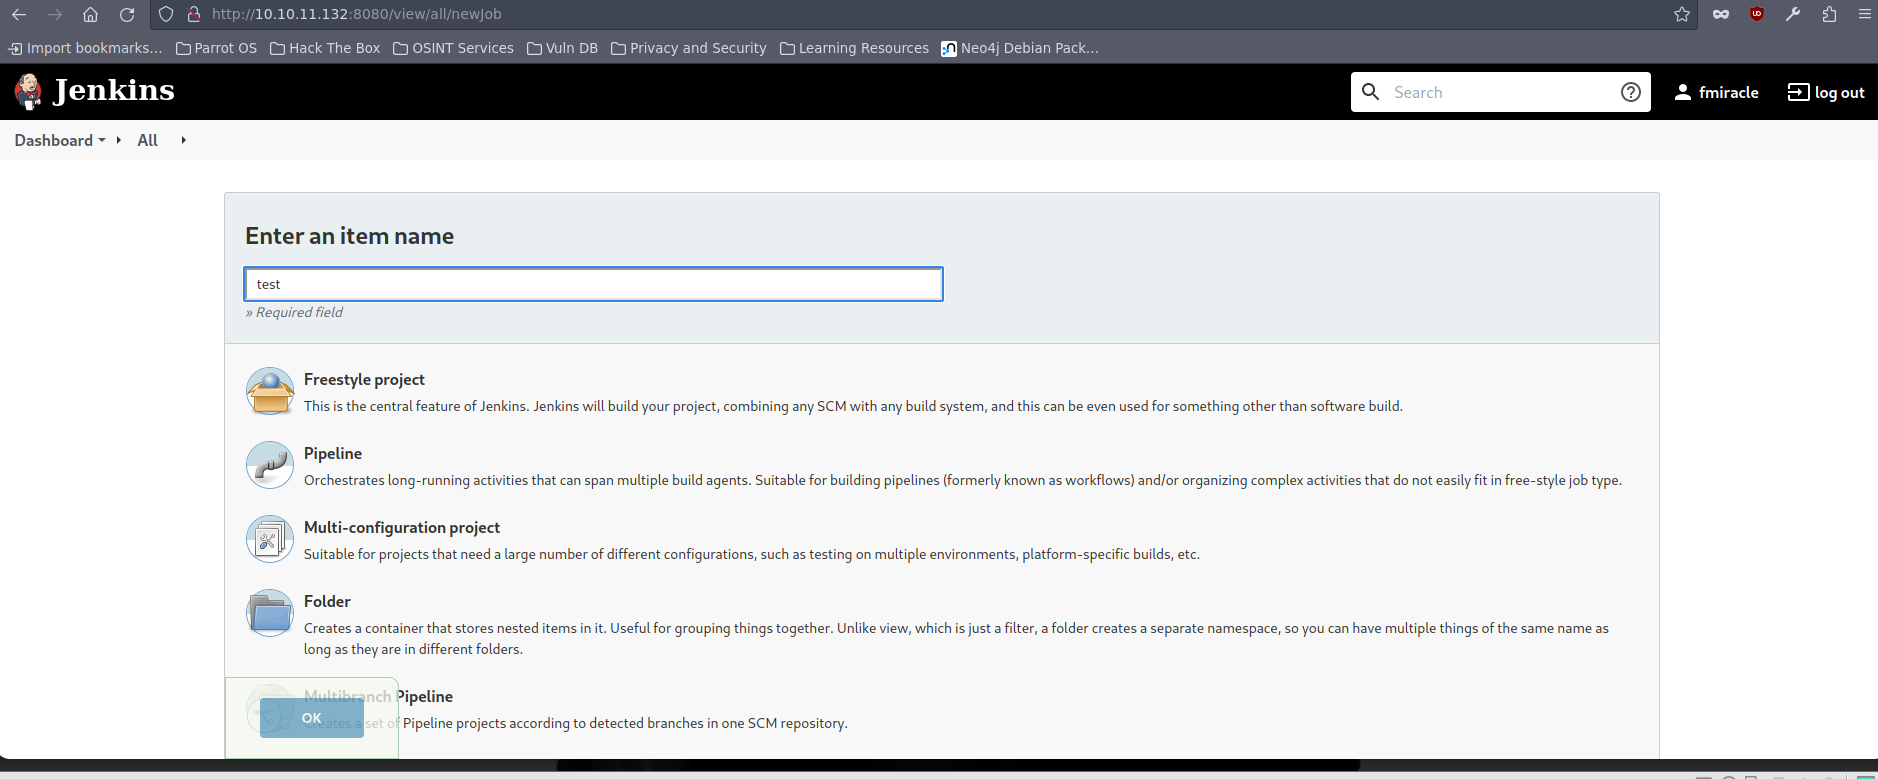 http://10.10.11.132:8080/view/all/newJob
Import bookmarks... Parrot OS Hack The Box OSINT Services Vuln DB Privacy and Security Learning Resources Neo4j Debian Pack...
Jenkins Search fmiracle log out
Dashboard All
Enter an item name
test
» Required field
Freestyle project
This is the central feature of Jenkins. Jenkins will build your project, combining any SCM with any build system, and this can be even used for something other than software build.
Pipeline
Orchestrates long-running activities that can span multiple build agents. Suitable for building pipelines (formerly known as workflows) and/or organizing complex activities that do not easily fit in free-style job type.
Multi-configuration project
Suitable for projects that need a large number of different configurations, such as testing on multiple environments, platform-specific builds, etc.
Folder
Creates a container that stores nested items in it. Useful for grouping things together. Unlike view, which is just a filter, a folder creates a separate namespace, so you can have multiple things of the same name as
long as they are in different folders.
Multibranch Pipeline
OK
Creates a set of Pipeline projects according to detected branches in one SCM repository.